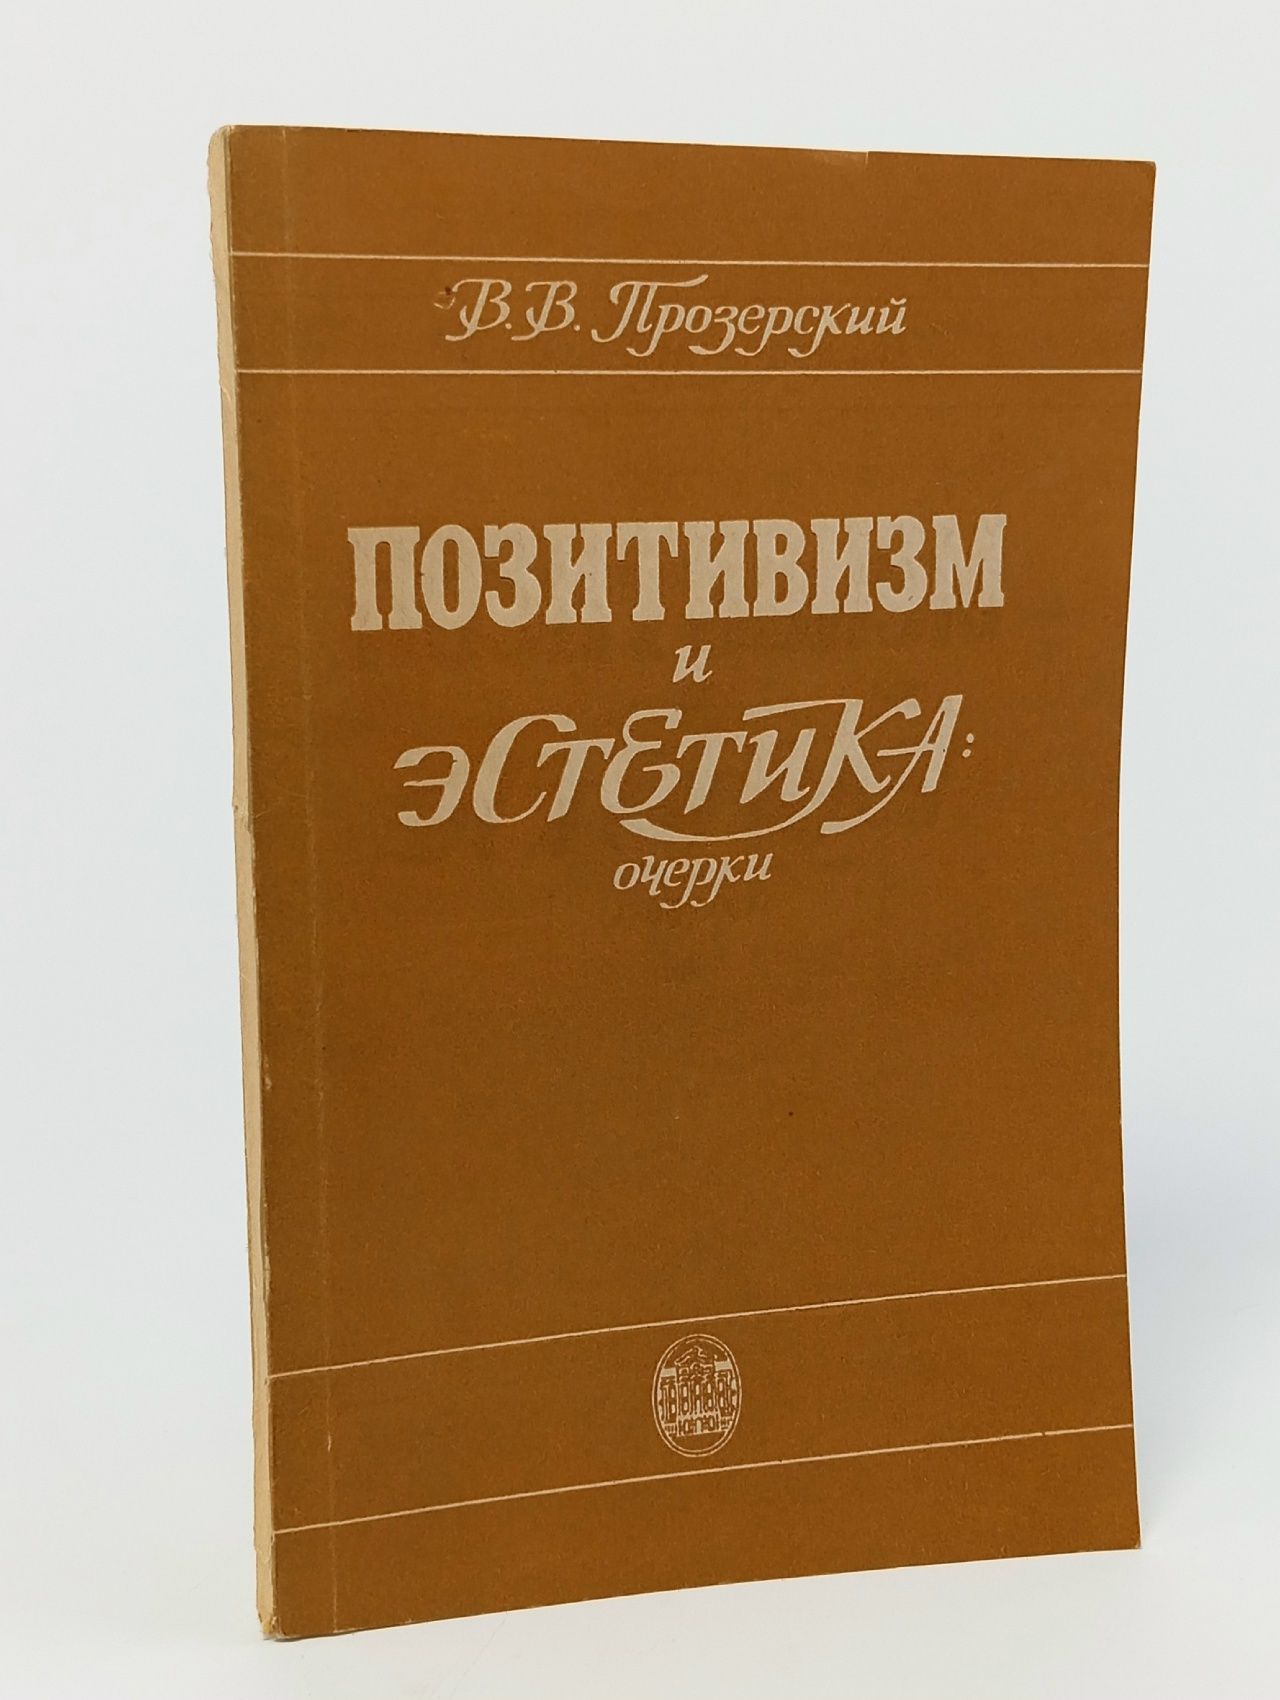 В. В. Прозерский
ПОЗИТИВИЗМ
и
ЭСТЕТИКА:
очерки